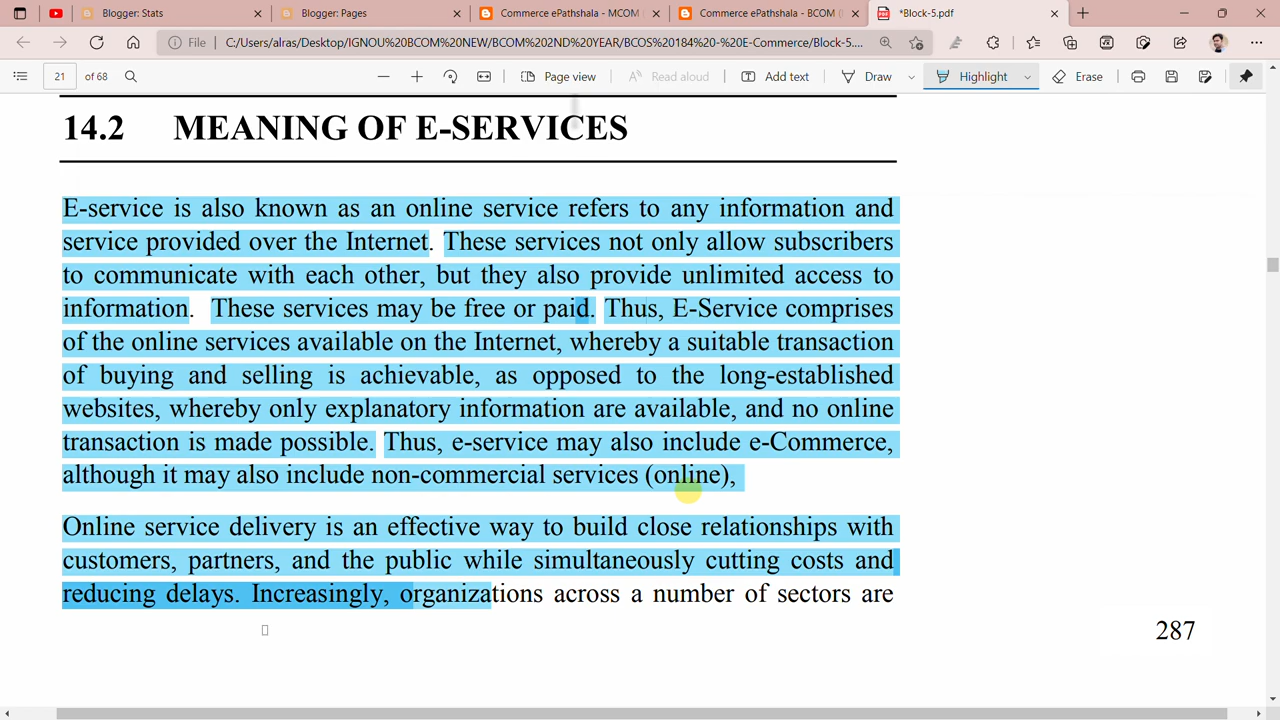 Blogger: Stats
Blogger: Pages
Commerce ePathshala - MCOM
Commerce ePathshala - BCOM (
*Block-5.pdf
File
C:/Users/alras/Desktop/IGNOU%20BCOM%20NEW/BCOM%202ND%20YEAR/BCOS%20184%20-%20E-Commerce/Block-5....
21 of 68
Page view
Read aloud
Add text
Draw
Highlight
Erase
14.2 MEANING OF E-SERVICES
E-service is also known as an online service refers to any information and
service provided over the Internet. These services not only allow subscribers
to communicate with each other, but they also provide unlimited access to
information. These services may be free or paid. Thus, E-Service comprises
of the online services available on the Internet, whereby a suitable transaction
of buying and selling is achievable, as opposed to the long-established
websites, whereby only explanatory information are available, and no online
transaction is made possible. Thus, e-service may also include e-Commerce,
although it may also include non-commercial services (online),
Online service delivery is an effective way to build close relationships with
customers, partners, and the public while simultaneously cutting costs and
reducing delays. Increasingly, organizations across a number of sectors are
287